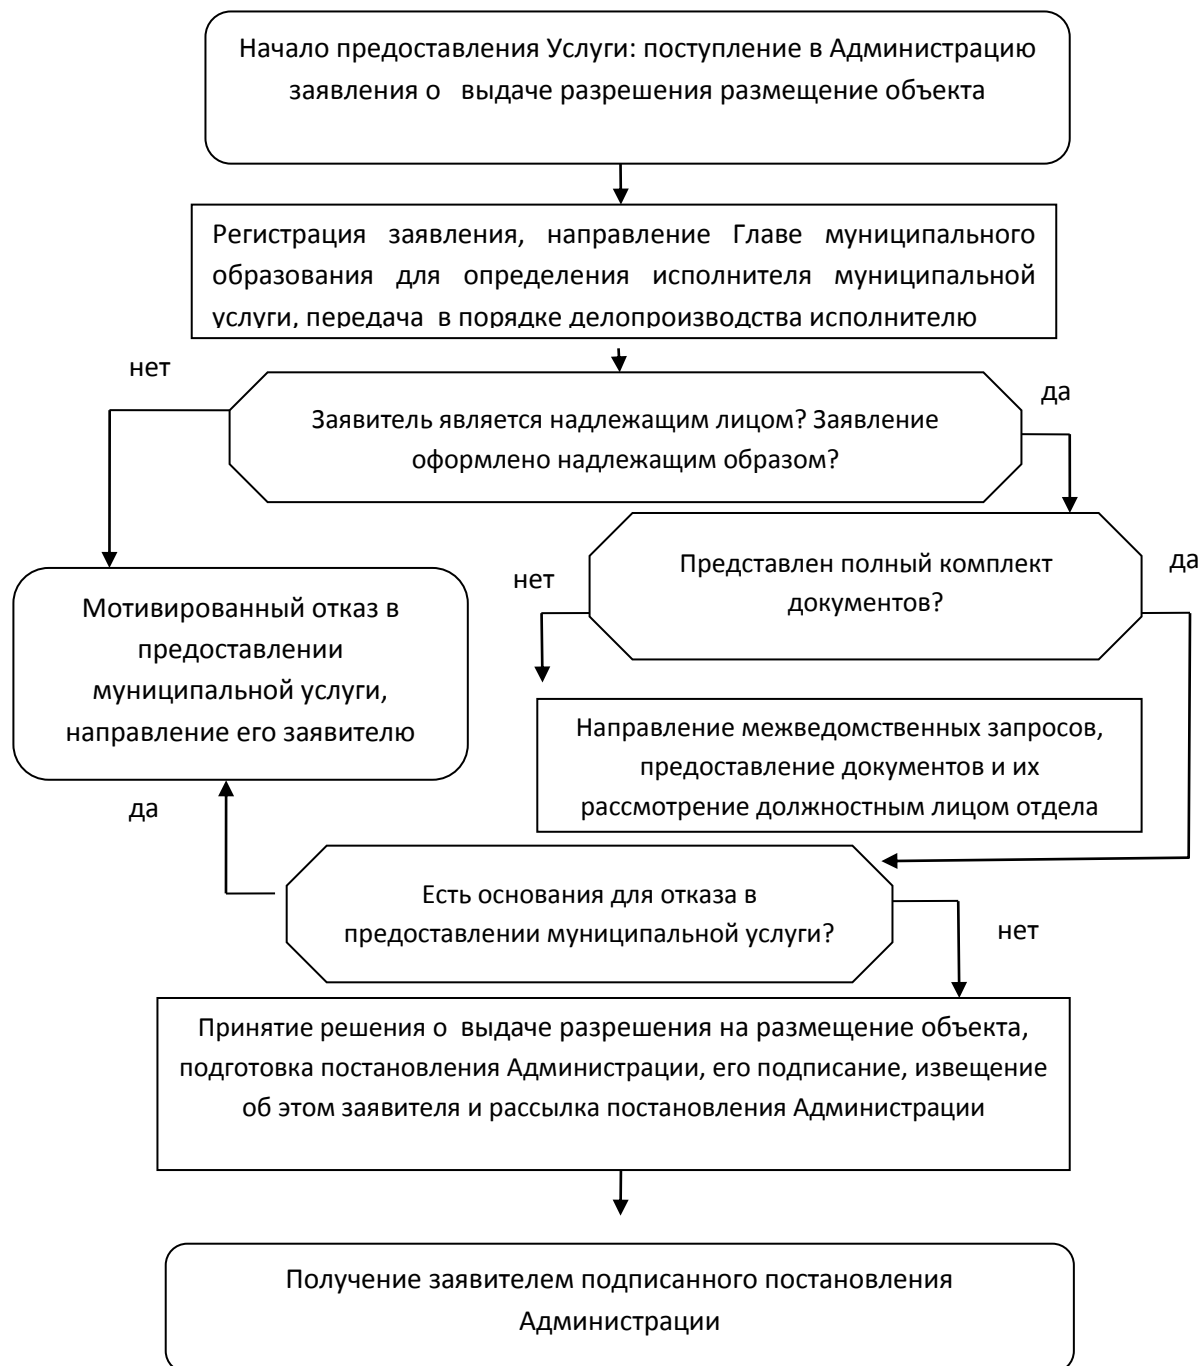 Начало предоставления Услуги: поступление в Администрацию
заявления о выдаче разрешения размещение объекта
Регистрация заявления, направление Главе муниципального
образования для определения исполнителя муниципальной
услуги, передача в порядке делопроизводства исполнителю
нет
да
Заявитель является надлежащим лицом? Заявление
оформлено надлежащим образом?
нет
Представлен полный комплект
документов?
да
Мотивированный отказ в
предоставлении
муниципальной услуги,
направление его заявителю
Направление межведомственных запросов,
предоставление документов и их
рассмотрение должностным лицом отдела
да
Есть основания для отказа в
предоставлении муниципальной услуги?
нет
Принятие решения о выдаче разрешения на размещение объекта,
подготовка постановления Администрации, его подписание, извещение
об этом заявителя и рассылка постановления Администрации
Получение заявителем подписанного постановления
Администрации